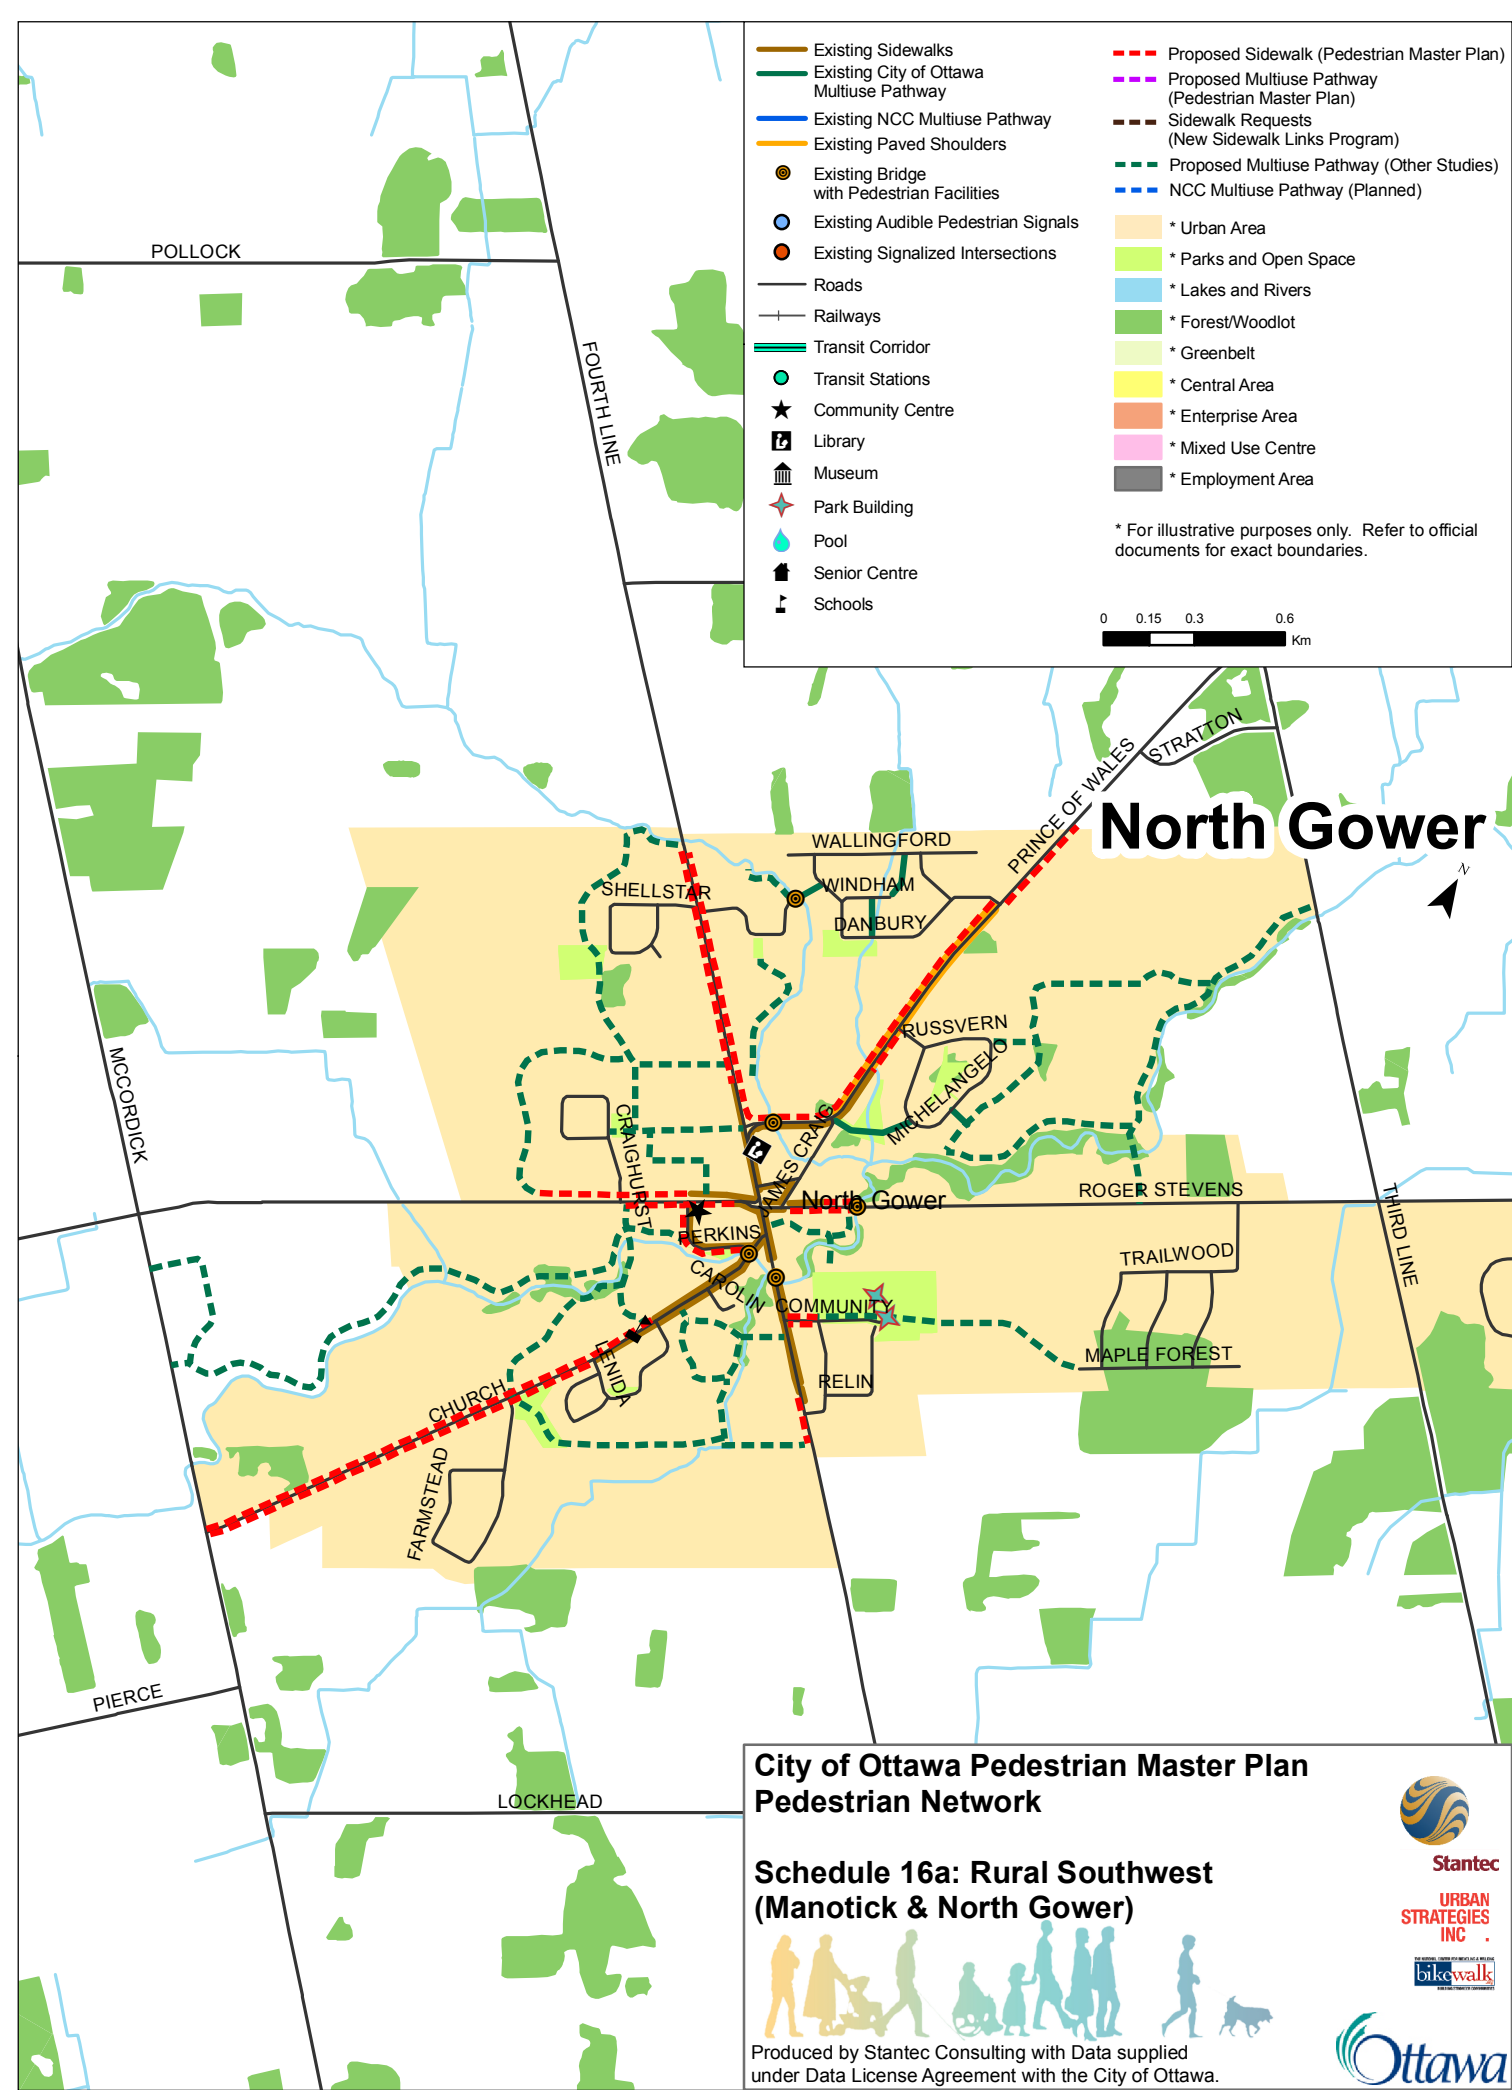 Existing Sidewalks
Existing City of Ottawa
Multiuse Pathway
Existing NCC Multiuse Pathway
Existing Paved Shoulders
Existing Bridge
with Pedestrian Facilities
Existing Audible Pedestrian Signals
Existing Signalized Intersections
Roads
Railways
Transit Corridor
Transit Stations
Community Centre
Library
Museum
Park Building
Pool
Senior Centre
Schools
Proposed Sidewalk (Pedestrian Master Plan)
Proposed Multiuse Pathway
(Pedestrian Master Plan)
Sidewalk Requests
(New Sidewalk Links Program)
Proposed Multiuse Pathway (Other Studies)
NCC Multiuse Pathway (Planned)
* Urban Area
* Parks and Open Space
* Lakes and Rivers
* Forest/Woodlot
* Greenbelt
* Central Area
* Enterprise Area
* Mixed Use Centre
* Employment Area
* For illustrative purposes only. Refer to official
documents for exact boundaries.
0 0.15 0.3 0.6
Km
POLLOCK
FOURTH LINE
STRATTON
PRINCE OF WALES
North Gower
N
WALLINGFORD
SHELLSTAR
WINDHAM
DANBURY
RUSSVERN
MICHELANGELO
MCCORDICK
CRAIGHURST
JAMES CRAIG
North Gower
ROGER STEVENS
THIRD LINE
PERKINS
TRAILWOOD
CAROLIN
COMMUNITY
LENIDA
MAPLE FOREST
RELIN
CHURCH
FARMSTEAD
PIERCE
LOCKHEAD
City of Ottawa Pedestrian Master Plan
Pedestrian Network
Schedule 16a: Rural Southwest
(Manotick & North Gower)
Stantec
URBAN
STRATEGIES
INC .
bikewalk
Produced by Stantec Consulting with Data supplied
under Data License Agreement with the City of Ottawa.
Ottawa